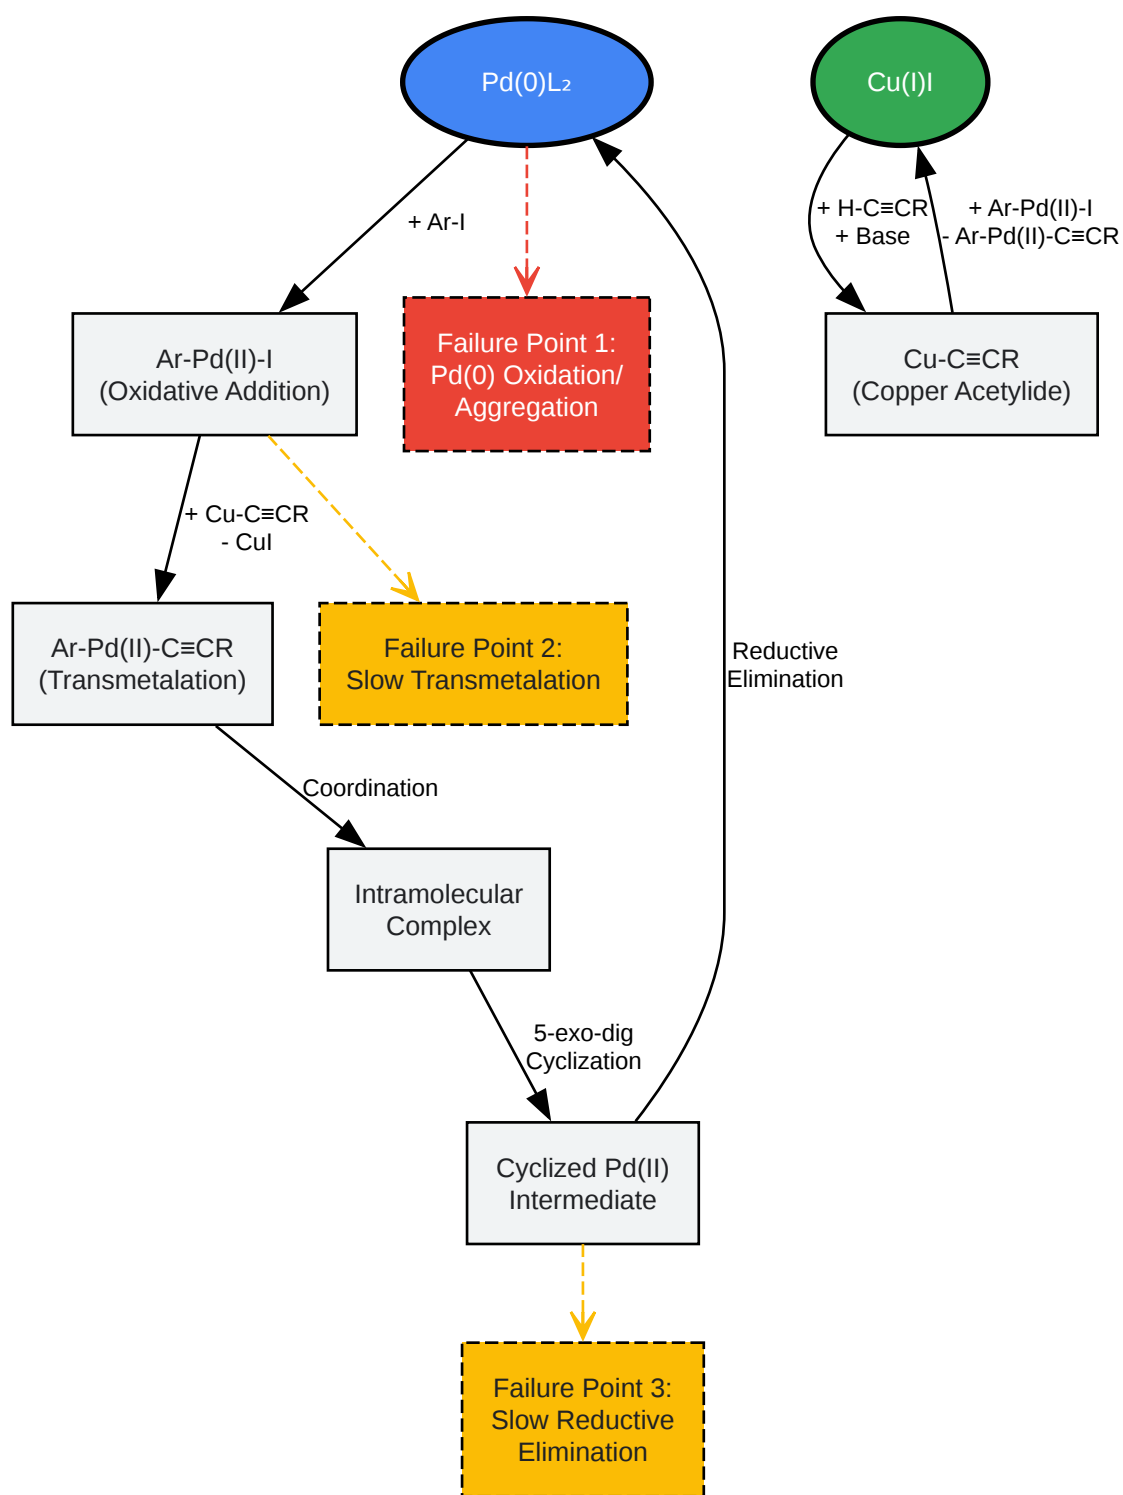 Pd(0)L₂
Cu(I)I
+ Ar-I
+ H-C≡CR
+ Base
+ Ar-Pd(II)-I
- Ar-Pd(II)-C≡CR
Ar-Pd(II)-I
(Oxidative Addition)
Failure Point 1:
Pd(0) Oxidation/
Aggregation
Cu-C≡CR
(Copper Acetylide)
+ Cu-C≡CR
- CuI
Ar-Pd(II)-C≡CR
(Transmetalation)
Failure Point 2:
Slow Transmetalation
Reductive
Elimination
Coordination
Intramolecular
Complex
5-exo-dig
Cyclization
Cyclized Pd(II)
Intermediate
Failure Point 3:
Slow Reductive
Elimination